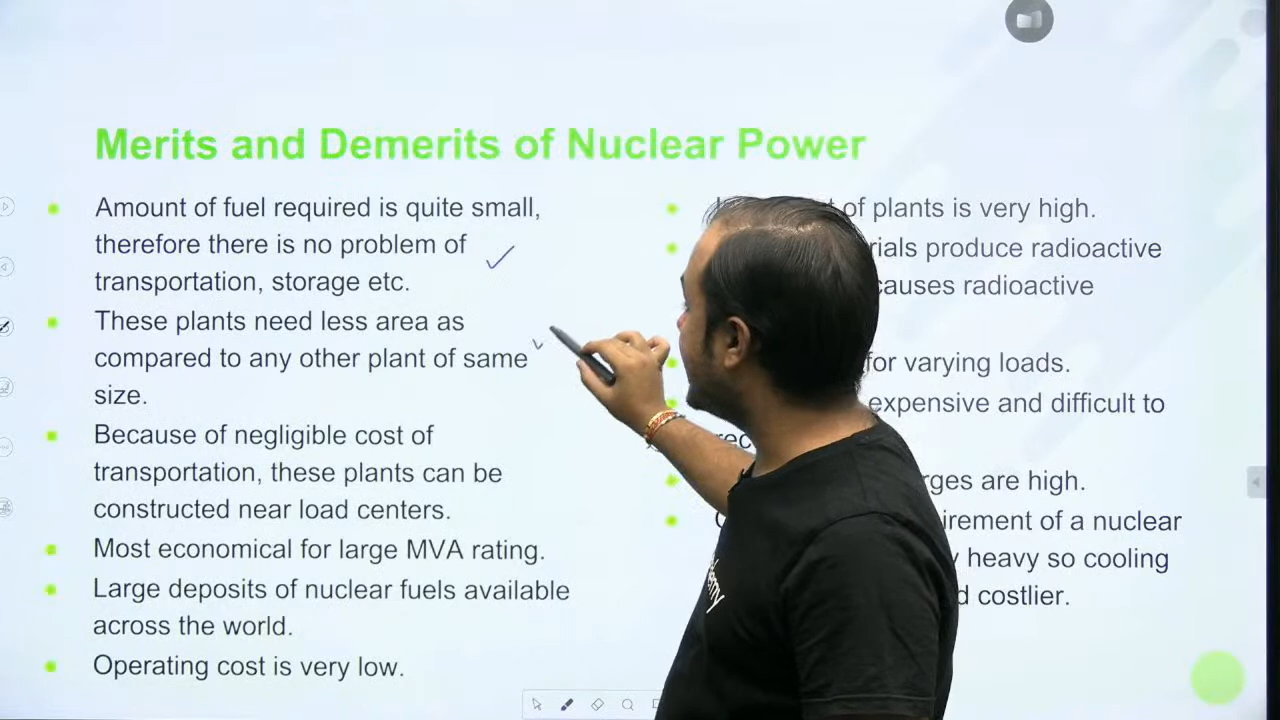 Merits and Demerits of Nuclear Power
Amount of fuel required is quite small,
therefore there is no problem of
transportation, storage etc.
These plants need less area as
compared to any other plant of same
size.
Because of negligible cost of
transportation, these plants can be
constructed near load centers.
Most economical for large MVA rating.
Large deposits of nuclear fuels available
across the world.
Operating cost is very low.
of plants is very high.
produce radioactive
causes radioactive
for varying loads.
expensive and difficult to
are high.
of a nuclear
heavy so cooling
costlier.